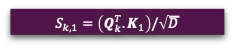 S_{k,1} = (Q_k^T.K_1)/√D